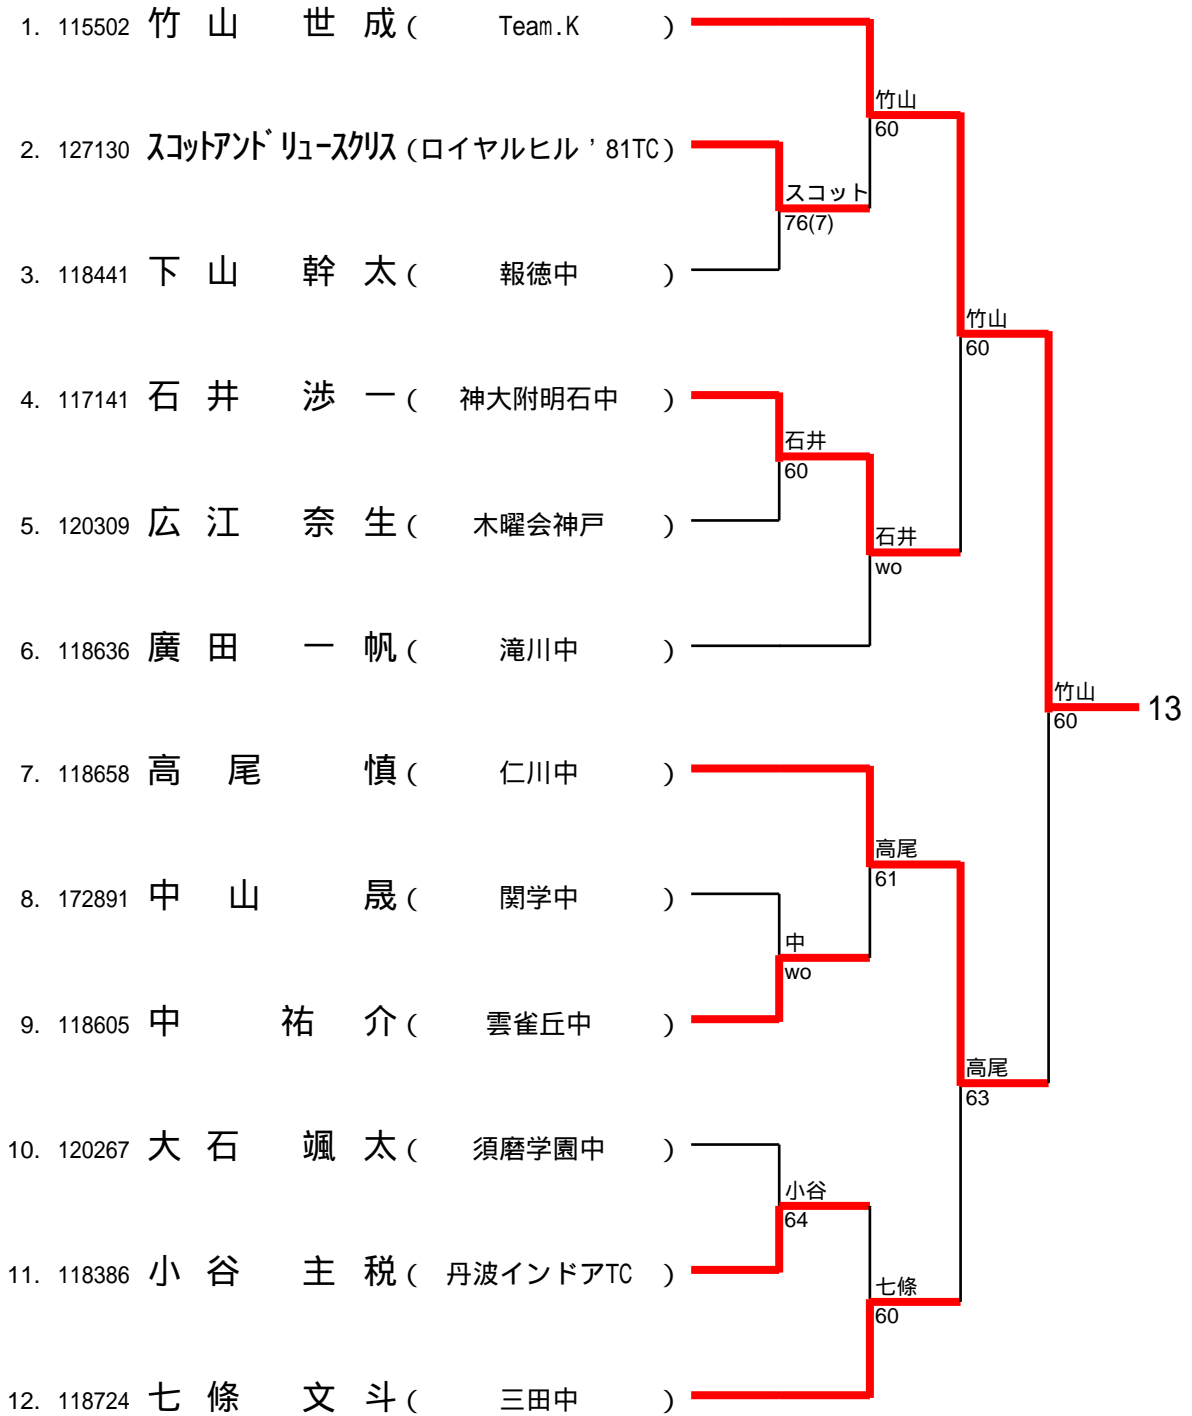 1. 115502 竹山 世成 ( Team.K )
竹山
60
2. 127130 ｽｺｯﾄｱﾝﾄﾞﾘｭｰｽｸﾘｽ (ロイヤルヒル'81TC)
スコット
76(7)
3. 118441 下山 幹太 ( 報徳中 )
竹山
60
4. 117141 石井 渉一 ( 神大附明石中 )
石井
60
5. 120309 広江 奈生 ( 木曜会神戸 )
石井
wo
6. 118636 廣田 一帆 ( 滝川中 )
竹山
60
13
7. 118658 高尾 慎 ( 仁川中 )
高尾
61
8. 172891 中山 晟 ( 関学中 )
中
wo
9. 118605 中 祐介 ( 雲雀丘中 )
高尾
63
10. 120267 大石 颯太 ( 須磨学園中 )
小谷
64
11. 118386 小谷 主税 ( 丹波インドアTC )
七條
60
12. 118724 七條 文斗 ( 三田中 )